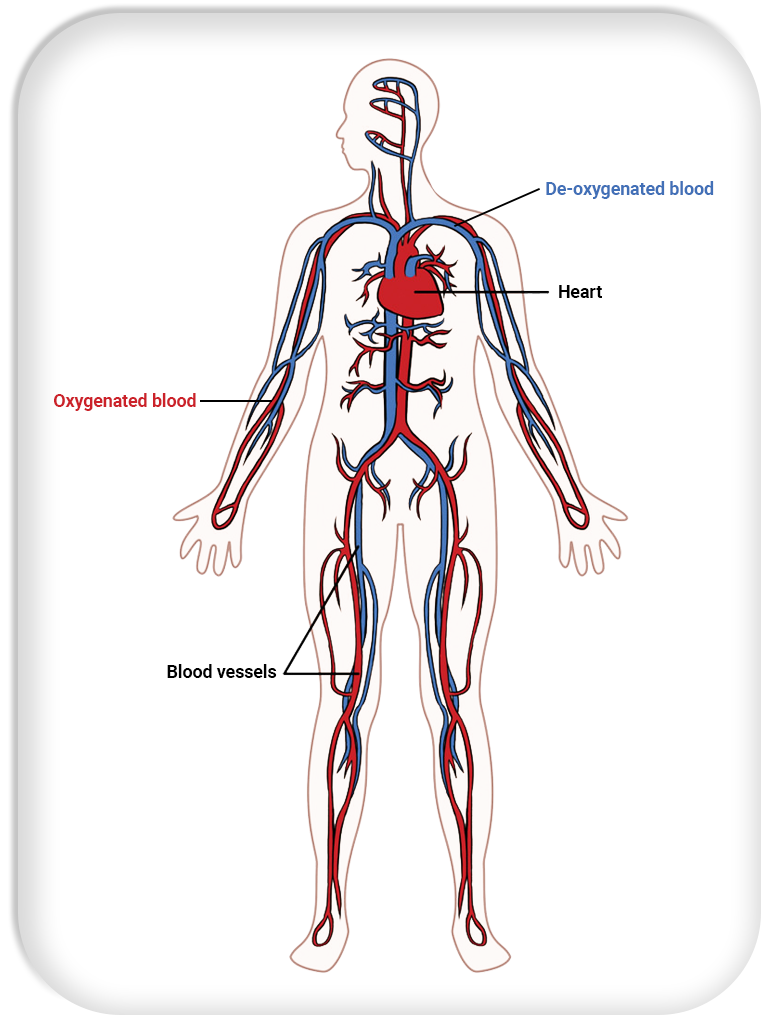 De-oxygenated blood
Heart
Oxygenated blood
Blood vessels